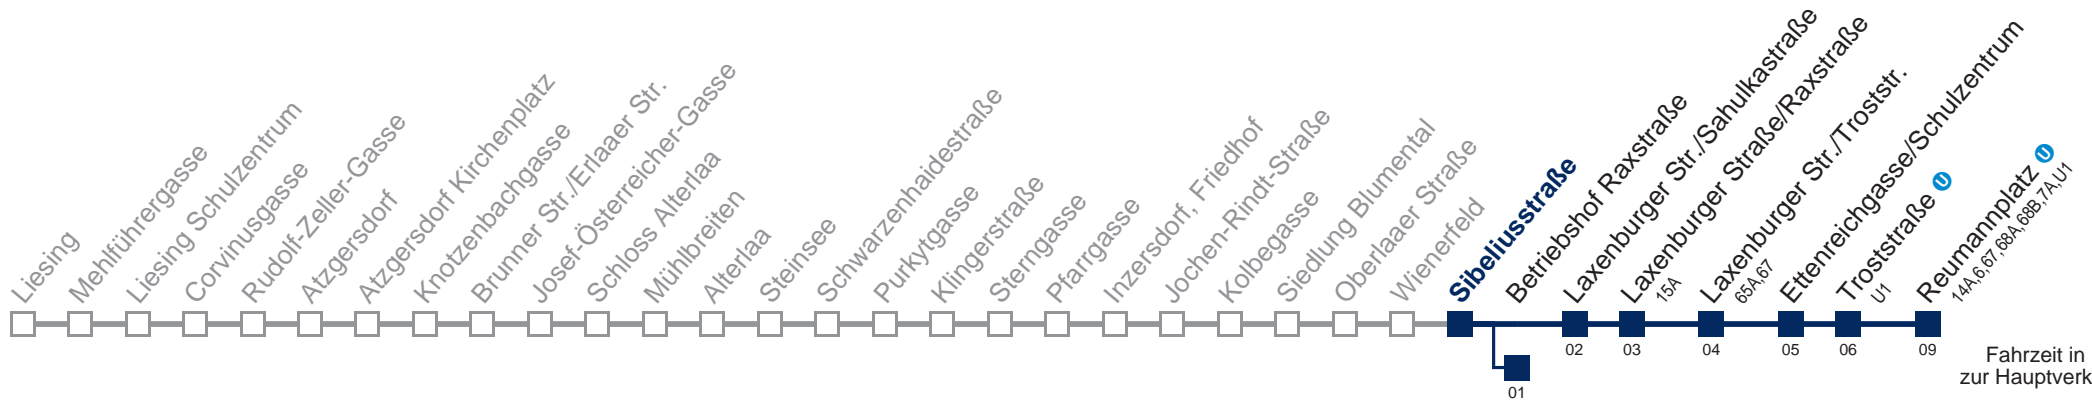 Liesing
Mehlführergasse
Liesing Schulzentrum
Corvinusgasse
Rudolf-Zeller-Gasse
Atzgersdorf
Atzgersdorf Kirchenplatz
Knotzenbachgasse
Brunner Str./Erlaaer Str.
Josef-Österreicher-Gasse
Schloss Alterlaa
Mühlbreiten
Alterlaa
Steinsee
Schwarzenhaidestraße
Purkytgasse
Klingerstraße
Sterngasse
Pfarrgasse
Inzersdorf, Friedhof
Jochen-Rindt-Straße
Kolbegasse
Siedlung Blumental
Oberlaaer Straße
Wienerfeld
Sibeliusstraße
Betriebshof Raxstraße
Laxenburger Str./Sahulkastraße
Laxenburger Straße/Raxstraße
15A
Laxenburger Str./Troststr.
65A,67
Ettenreichgasse/Schulzentrum
Troststraße U
U1
Reumannplatz U
14A,6,67,68A,68B,7A,U1
01
02
03
04
05
06
09
Fahrzeit in
zur Hauptverk